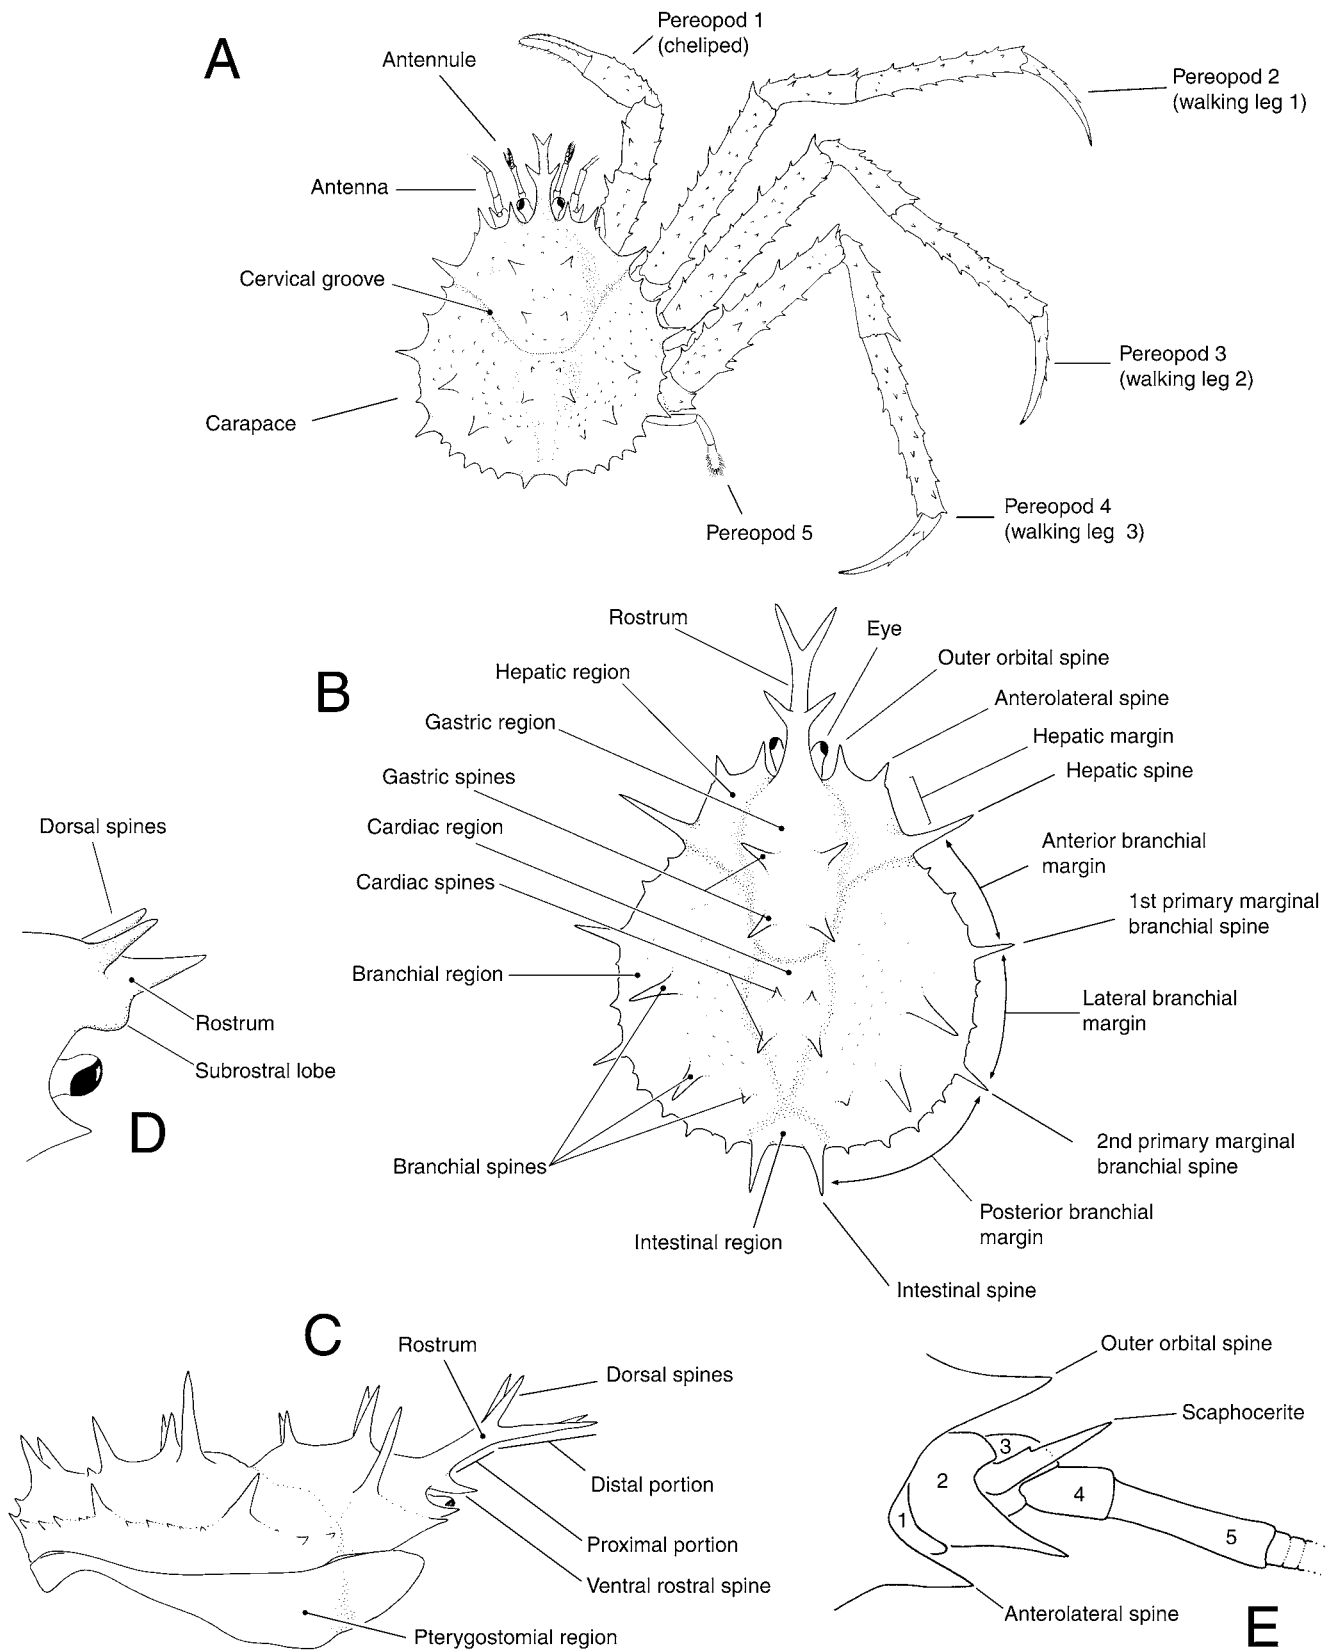 A
Pereopod 1
(cheliped)
Antennule
Pereopod 2
(walking leg 1)
Antenna
Cervical groove
Pereopod 3
(walking leg 2)
Carapace
Pereopod 4
(walking leg 3)
Pereopod 5
B
Rostrum
Eye
Hepatic region
Outer orbital spine
Anterolateral spine
Gastric region
Hepatic margin
Gastric spines
Hepatic spine
Cardiac region
Anterior branchial
margin
Cardiac spines
1st primary marginal
branchial spine
Branchial region
Lateral branchial
margin
Branchial spines
2nd primary marginal
branchial spine
Posterior branchial
margin
Intestinal region
Intestinal spine
Dorsal spines
Rostrum
Subrostral lobe
D
C
Rostrum
Dorsal spines
Distal portion
Proximal portion
Ventral rostral spine
Pterygostomial region
Outer orbital spine
Scaphocerite
3
2
4
1
5
Anterolateral spine
E